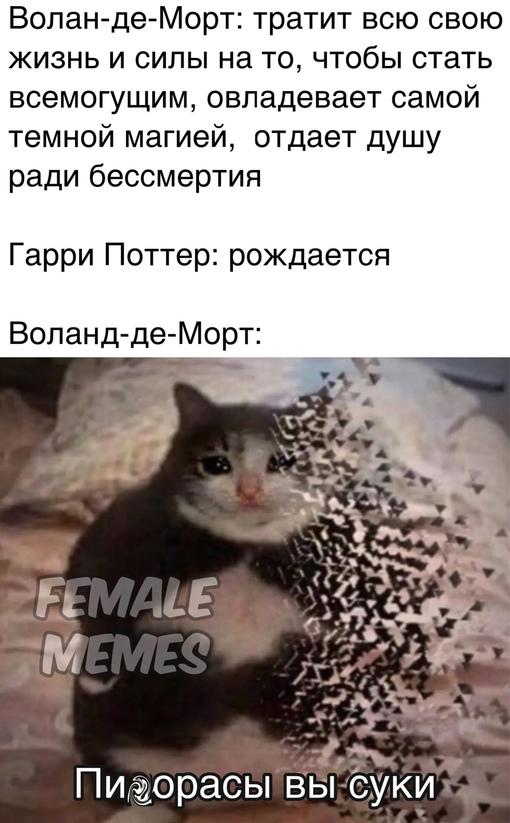 Волан-де-Морт: тратит всю свою
жизнь и силы на то, чтобы стать
всемогущим, овладевает самой
темной магией,  отдает душу
ради бессмертия
Гарри Поттер: рождается
Воланд-де-Морт:
FEMALE
MEMES
Пи орасы вы суки